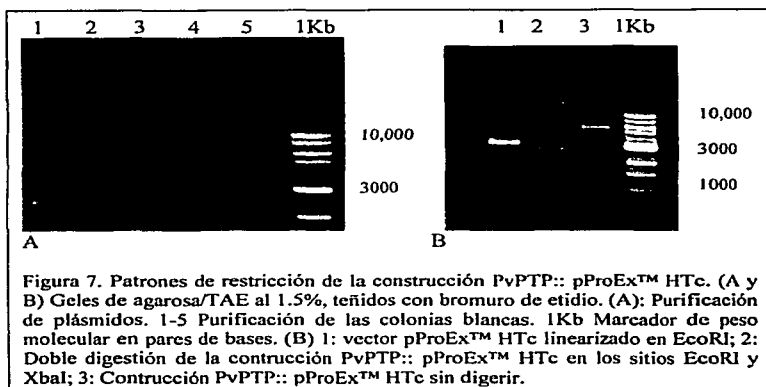 1 2 3 4 5 1Kb
10,000
3000
A
1 2 3 1Kb
10,000
3000
1000
B
Figura 7. Patrones de restricción de la construcción PvPTP:: pProEx™ HTc. (A y
B) Geles de agarosa/TAE al 1.5%, teñidos con bromuro de etidio. (A): Purificación
de plásmidos. 1-5 Purificación de las colonias blancas. 1Kb Marcador de peso
molecular en pares de bases. (B) 1: vector pProEx™ HTc linearizado en EcoRI; 2:
Doble digestión de la contrucción PvPTP:: pProEx™ HTc en los sitios EcoRI y
XbaI; 3: Contrucción PvPTP:: pProEx™ HTc sin digerir.